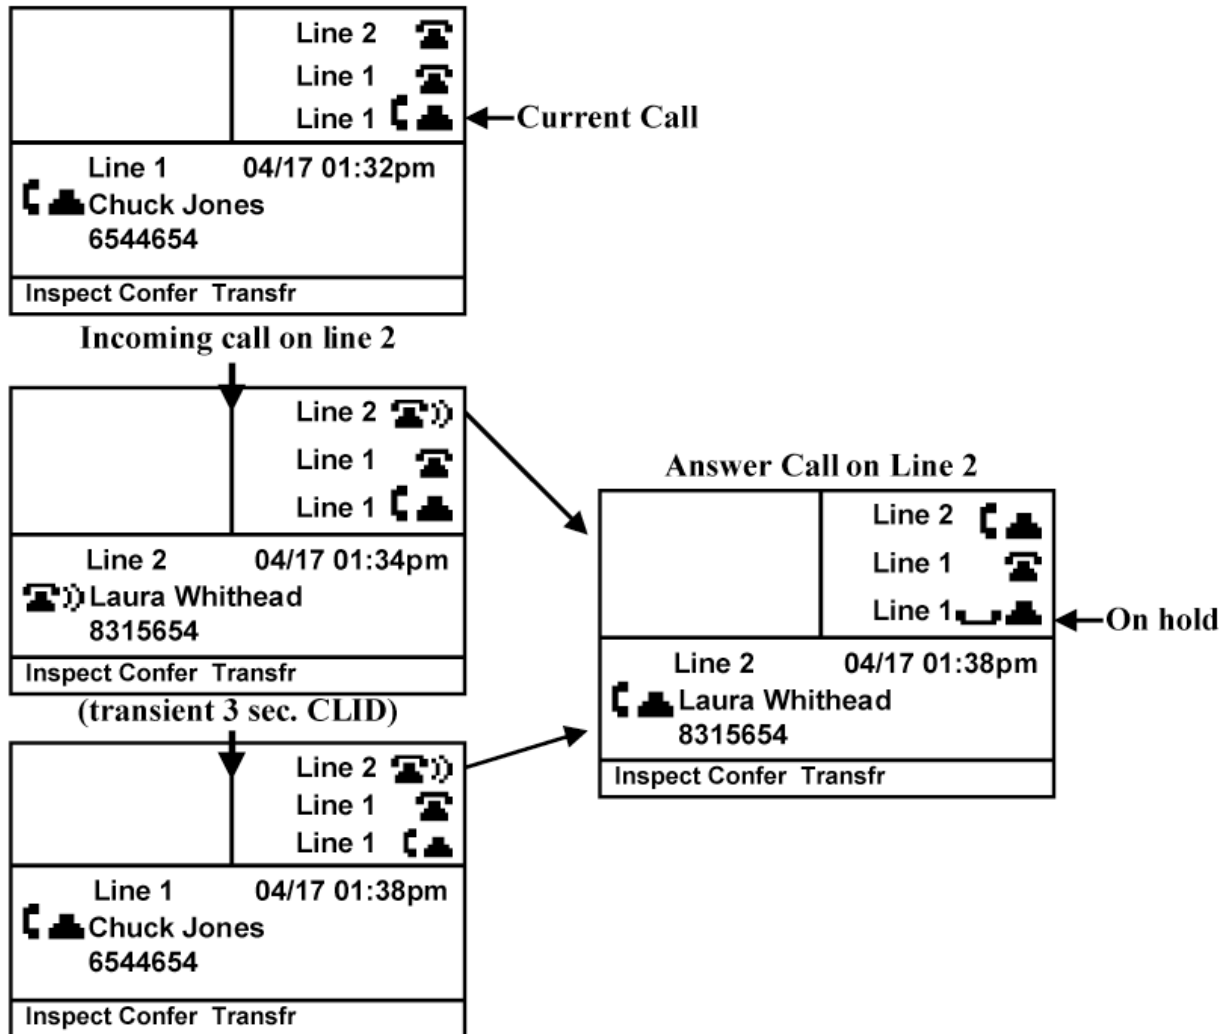 Line 2
Line 1
Line 1
Current Call
Line 1 04/17 01:32pm
Chuck Jones
6544654
Inspect Confer Transfr
Incoming call on line 2
Line 2
Line 1
Line 1
Line 2 04/17 01:34pm
Laura Whithead
8315654
Inspect Confer Transfr
(transient 3 sec. CLID)
Line 2
Line 1
Line 1
Line 1 04/17 01:38pm
Chuck Jones
6544654
Inspect Confer Transfr
Answer Call on Line 2
Line 2
Line 1
Line 1
On hold
Line 2 04/17 01:38pm
Laura Whithead
8315654
Inspect Confer Transfr